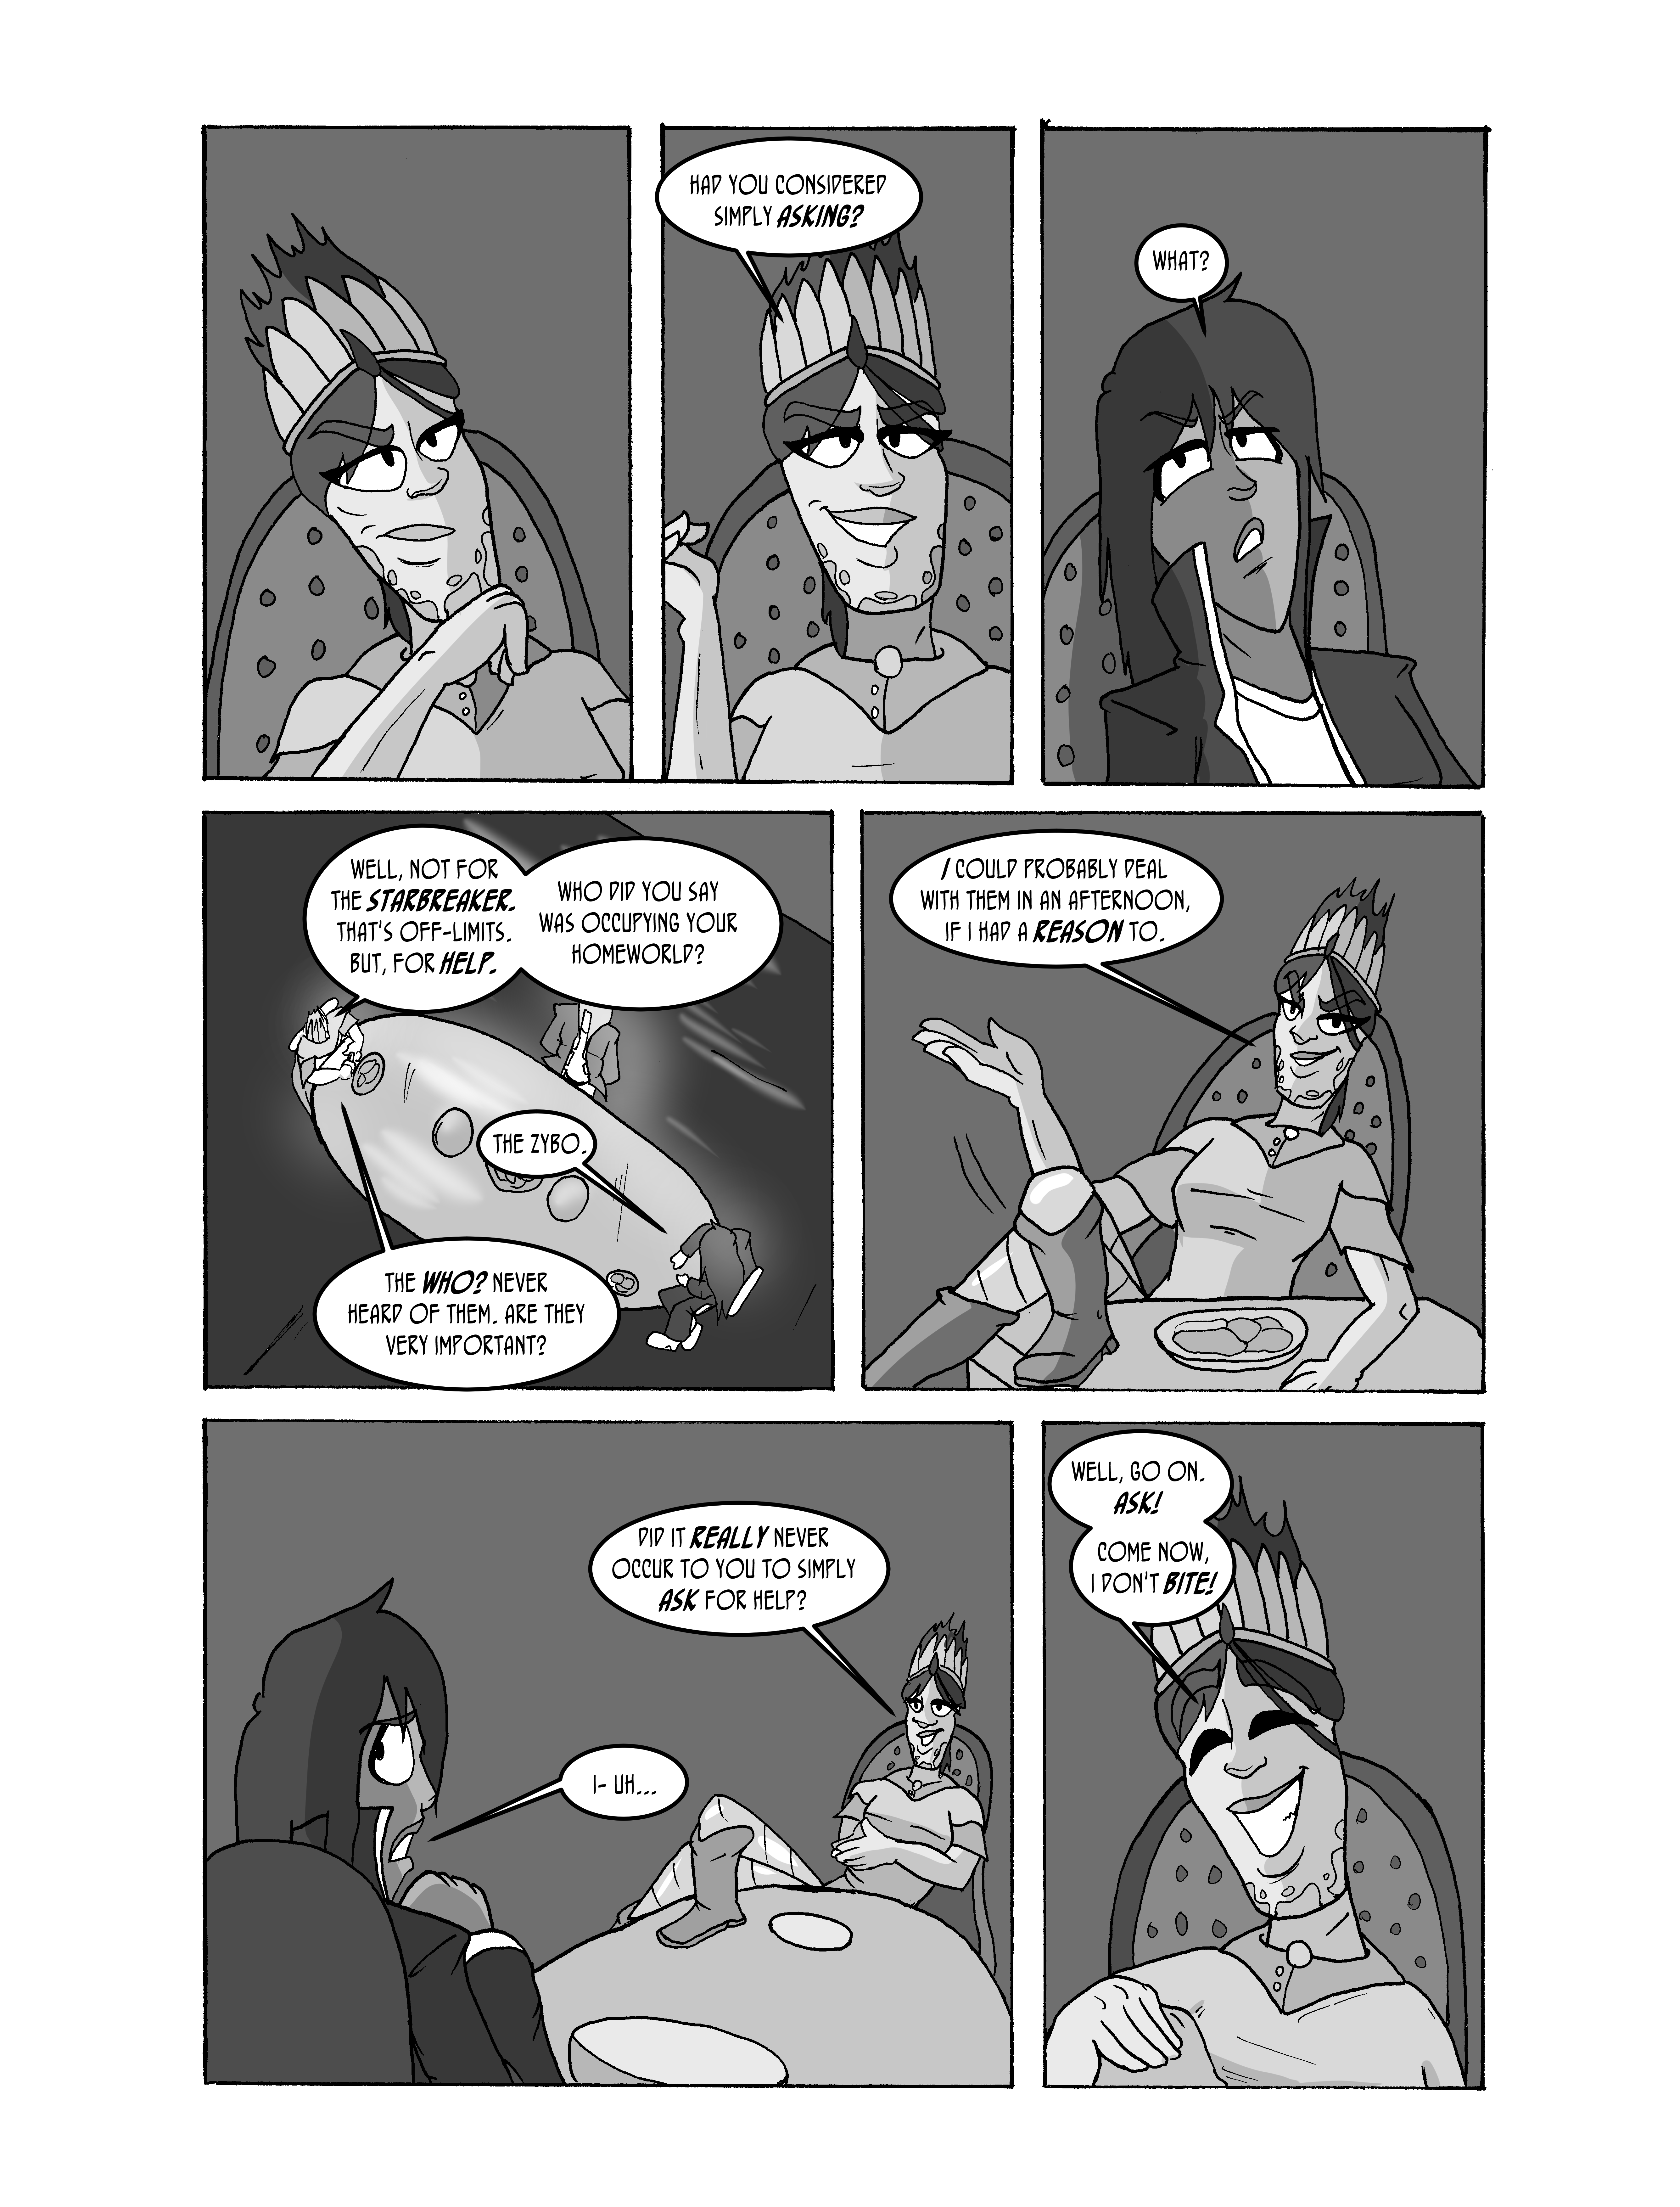 HAD YOU CONSIDERED
SIMPLY ASKING?
WHAT?
WELL, NOT FOR
THE STARBREAKER.
THAT'S OFF-LIMITS.
BUT, FOR HELP.
WHO DID YOU SAY
WAS OCCUPYING YOUR
HOMEWORLD?
THE ZYBO.
THE WHO? NEVER
HEARD OF THEM. ARE THEY
VERY IMPORTANT?
I COULD PROBABLY DEAL
WITH THEM IN AN AFTERNOON,
IF I HAD A REASON TO.
DID IT REALLY NEVER
OCCUR TO YOU TO SIMPLY
ASK FOR HELP?
I- UH...
WELL, GO ON.
ASK!
COME NOW,
I DON'T BITE!